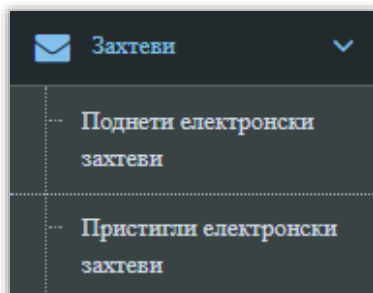 Захтеви
Поднети електронски
захтеви
Пристигли електронски
захтеви